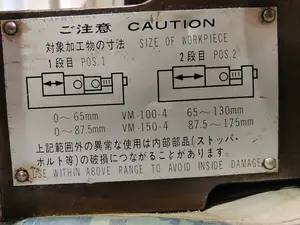 ご注意 CAUTION
対象加工物の寸法 SIZE OF WORKPIECE
1段目 POS.1 2段目 POS.2
0～65mm VM-100-4 65～130mm
0～87.5mm VM-150-4 87.5～175mm
上記範囲外の異常な使用は内部部品(ストッパ・
ボルト等)の破損につながることがあります。
USE WITHIN ABOVE RANGE TO AVOID INSIDE DAMAGE